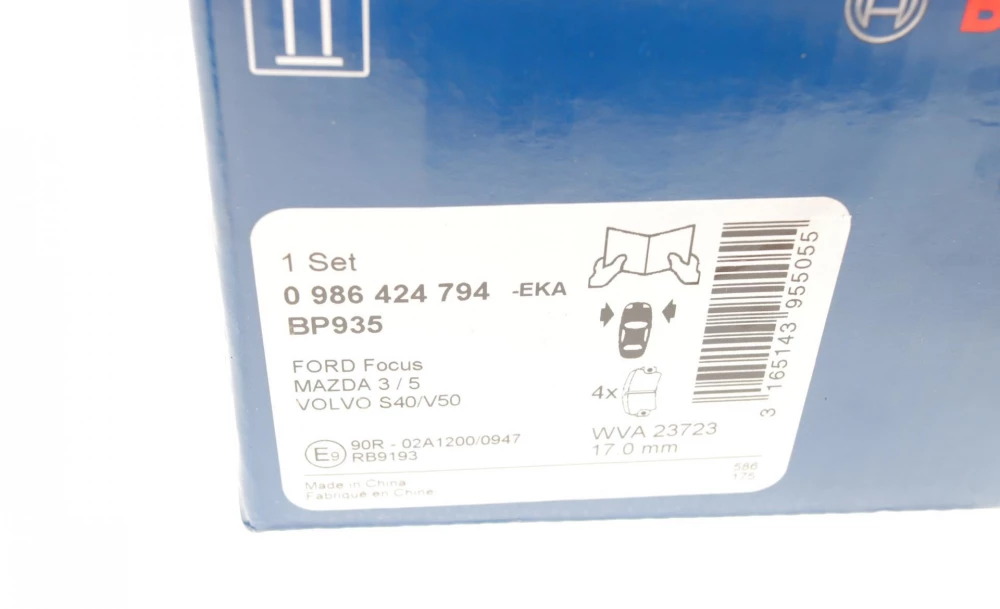 1 Set
0 986 424 794 -EKA
BP935
FORD Focus
MAZDA 3 / 5
VOLVO S40/V50
E9 90R - 02A1200/0947
RB9193
Made in China
Fabriqué en Chine
4x
WVA 23723
17.0 mm
586
175
3 165143 955055